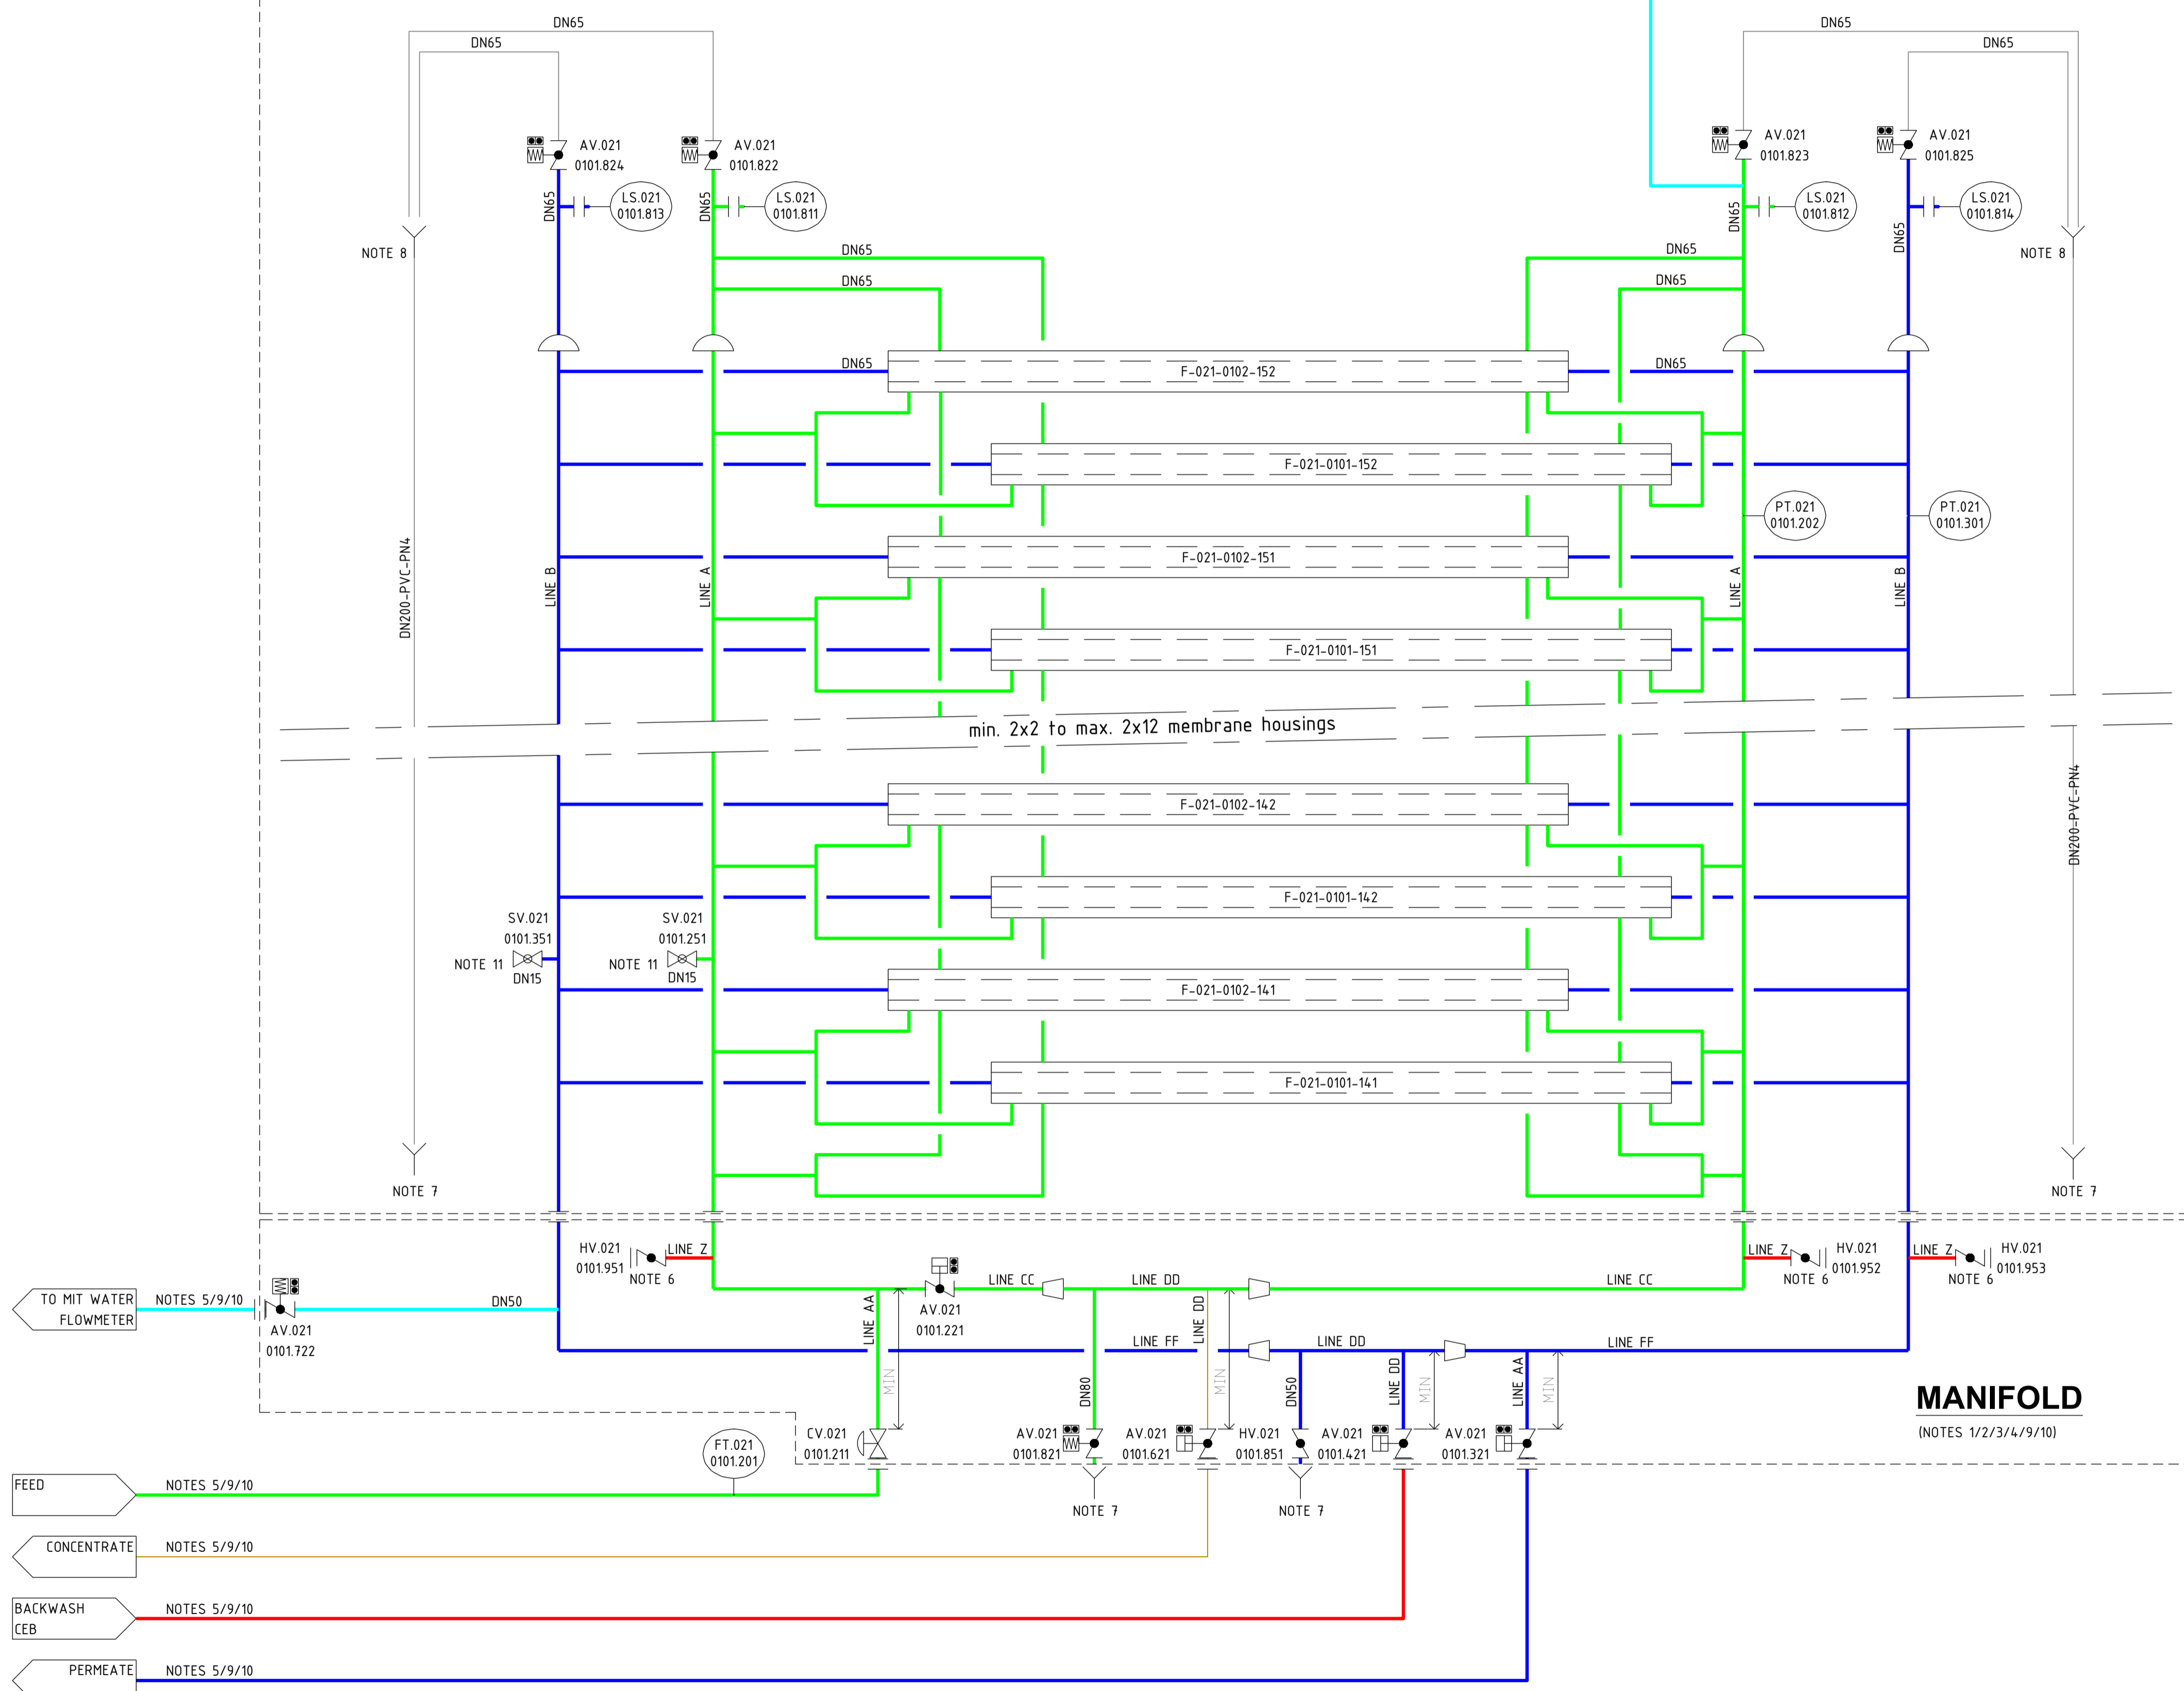 DN65
DN65
DN65
DN65
AV.021
0101.824
AV.021
0101.822
AV.021
0101.823
AV.021
0101.825
DN65
LS.021
0101.813
DN65
LS.021
0101.811
DN65
LS.021
0101.812
DN65
LS.021
0101.814
NOTE 8
DN65
DN65
NOTE 8
DN65
DN65
DN65
F-021-0102-152
DN65
F-021-0101-152
PT.021
0101.202
PT.021
0101.301
DN200-PVC-PN4
LINE B
LINE A
F-021-0102-151
LINE A
LINE B
F-021-0101-151
min. 2x2 to max. 2x12 membrane housings
F-021-0102-142
DN200-PVC-PN4
F-021-0101-142
SV.021
0101.351
NOTE 11
DN15
SV.021
0101.251
NOTE 11
DN15
F-021-0102-141
F-021-0101-141
NOTE 7
NOTE 7
HV.021
0101.951
LINE Z
NOTE 6
LINE Z
HV.021
0101.952
NOTE 6
LINE Z
HV.021
0101.953
NOTE 6
TO MIT WATER
FLOWMETER
NOTES 5/9/10
AV.021
0101.722
DN50
LINE AA
AV.021
0101.221
LINE CC
LINE DD
LINE DD
LINE CC
LINE FF
LINE DD
LINE FF
MIN
DN80
MIN
DN50
LINE DD
MIN
LINE AA
MIN
MANIFOLD
(NOTES 1/2/3/4/9/10)
FT.021
0101.201
CV.021
0101.211
AV.021
0101.821
AV.021
0101.621
HV.021
0101.851
AV.021
0101.421
AV.021
0101.321
NOTE 7
NOTE 7
FEED
NOTES 5/9/10
CONCENTRATE
NOTES 5/9/10
BACKWASH
CEB
NOTES 5/9/10
PERMEATE
NOTES 5/9/10